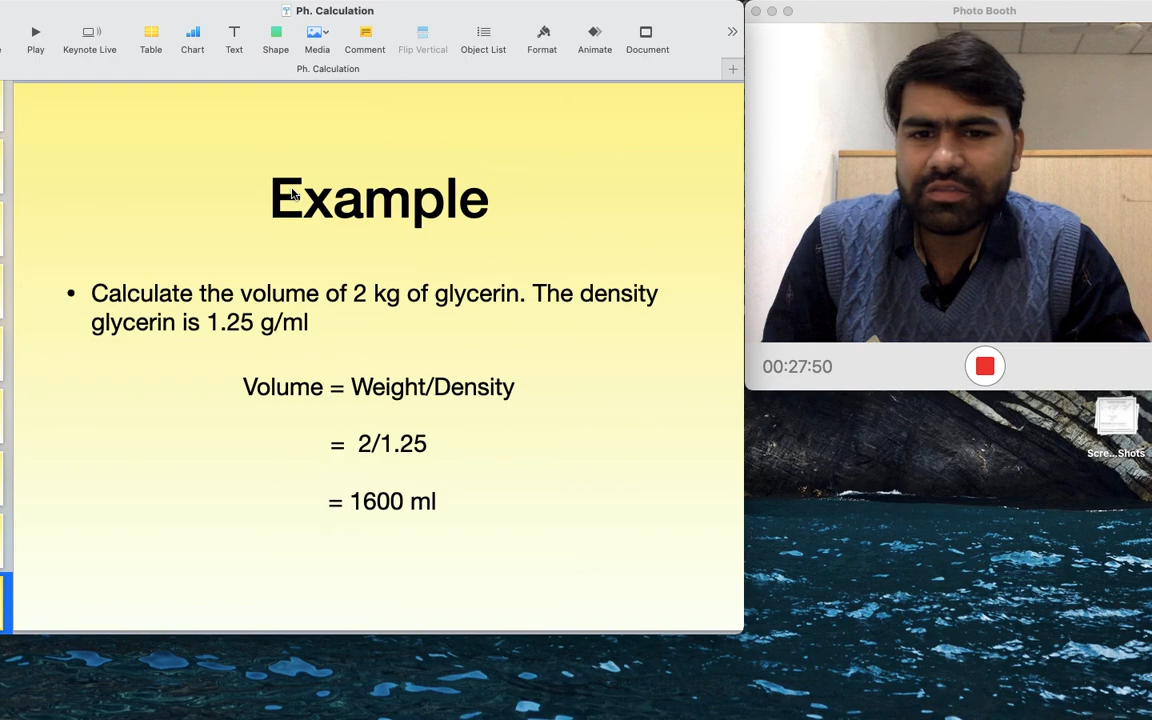 Ph. Calculation
Play
Keynote Live
Table
Chart
Text
Shape
Media
Comment
Flip Vertical
Object List
Format
Animate
Document
Ph. Calculation
Example
• Calculate the volume of 2 kg of glycerin. The density
glycerin is 1.25 g/ml
Volume = Weight/Density
= 2/1.25
= 1600 ml
Photo Booth
00:27:50
Scre...Shots